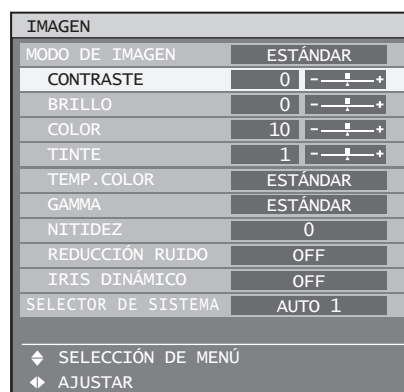 IMAGEN
MODO DE IMAGEN ESTÁNDAR
CONTRASTE 0 - +
BRILLO 0 - +
COLOR 10 - +
TINTE 1 - +
TEMP.COLOR ESTÁNDAR
GAMMA ESTÁNDAR
NITIDEZ 0
REDUCCIÓN RUIDO OFF
IRIS DINÁMICO OFF
SELECTOR DE SISTEMA AUTO 1
SELECCIÓN DE MENÚ
AJUSTAR